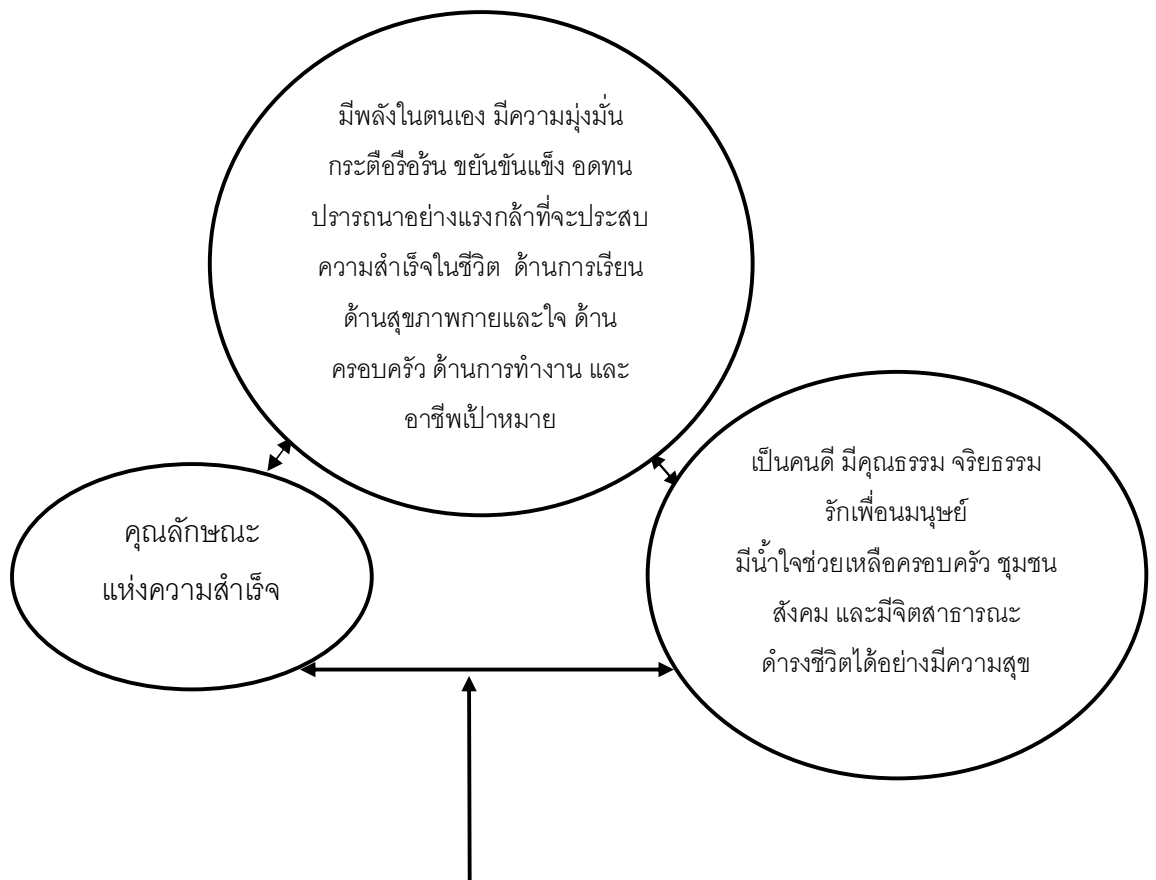 มีพลังในตนเอง มีความมุ่งมั่น
กระตือรือร้น ขยันขันแข็ง อดทน
ปรารถนาอย่างแรงกล้าที่จะประสบ
ความสำเร็จในชีวิต ด้านการเรียน
ด้านสุขภาพกายและใจ ด้าน
ครอบครัว ด้านการทำงาน และ
อาชีพเป้าหมาย
คุณลักษณะ
แห่งความสำเร็จ
เป็นคนดี มีคุณธรรม จริยธรรม
รักเพื่อนมนุษย์
มีน้ำใจช่วยเหลือครอบครัว ชุมชน
สังคม และมีจิตสาธารณะ
ดำรงชีวิตได้อย่างมีความสุข